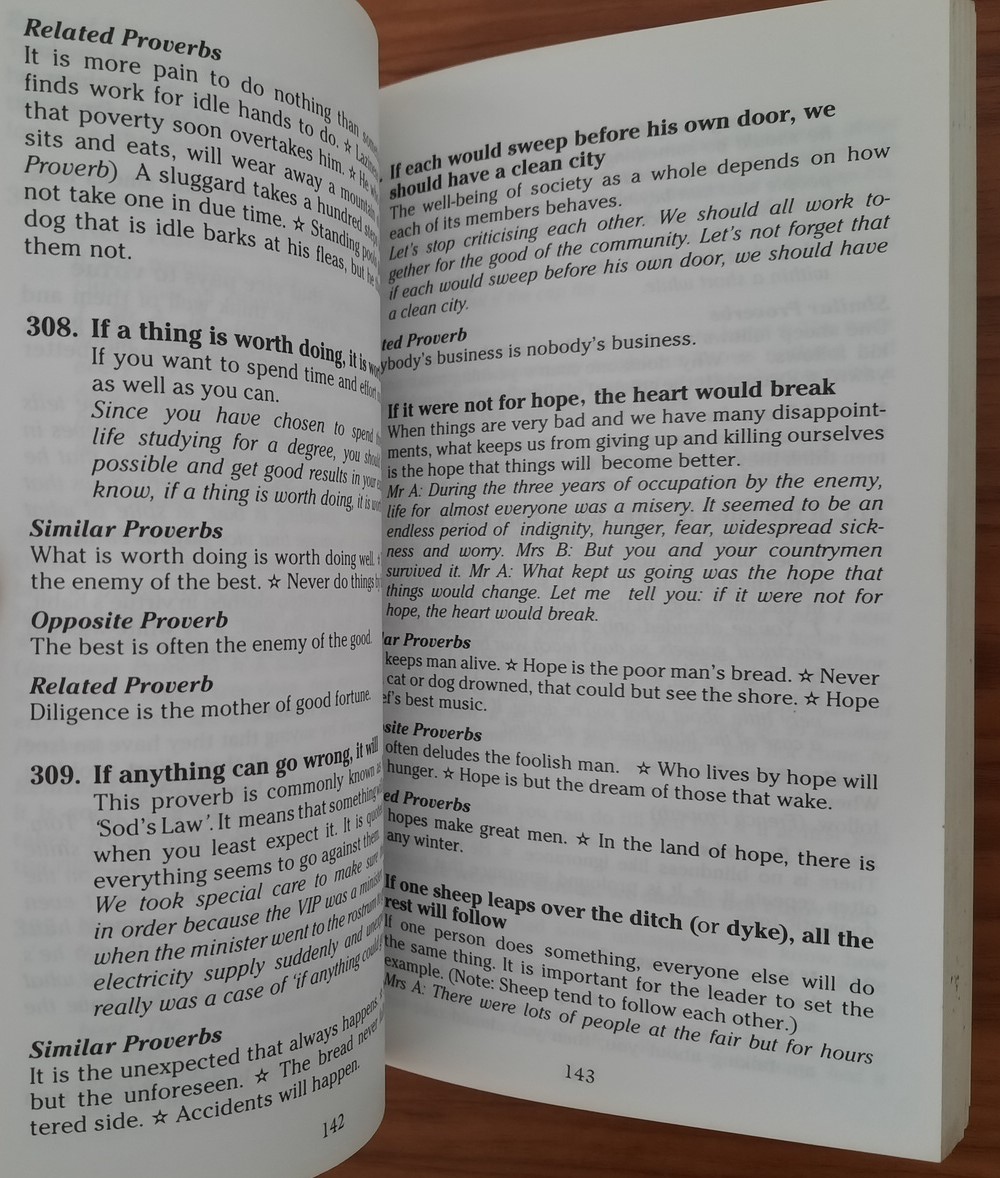 Related Proverbs
It is more pain to do nothing than
finds work for idle hands to do. ☆
that poverty soon overtakes him. ☆ He
sits and eats, will wear away a mountain
Proverb) A sluggard takes a hundred steps
not take one in due time. ☆ Standing pools
dog that is idle barks at his fleas, but he
them not.
308. If a thing is worth doing, it is
If you want to spend time and effort
as well as you can.
Since you have chosen to spend
life studying for a degree, you
possible and get good results in your
know, if a thing is worth doing, it is
Similar Proverbs
What is worth doing is worth doing well.
the enemy of the best. ☆ Never do things
Opposite Proverb
The best is often the enemy of the good.
Related Proverb
Diligence is the mother of good fortune.
309. If anything can go wrong, it will
This proverb is commonly known as
‘Sod’s Law’. It means that something
when you least expect it. It is
everything seems to go against them.
We took special care to make sure
in order because the VIP was a minister
when the minister went to the rostrum
electricity supply suddenly and
really was a case of ‘if anything could
Similar Proverbs
It is the unexpected that always happens.
but the unforeseen. ☆ The bread never
tered side. ☆ Accidents will happen.
142
If each would sweep before his own door, we
should have a clean city
The well-being of society as a whole depends on how
each of its members behaves.
Let’s stop criticising each other. We should all work to-
gether for the good of the community. Let’s not forget that
if each would sweep before his own door, we should have
a clean city.
ted Proverb
ybody’s business is nobody’s business.
If it were not for hope, the heart would break
When things are very bad and we have many disappoint-
ments, what keeps us from giving up and killing ourselves
is the hope that things will become better.
Mr A: During the three years of occupation by the enemy,
life for almost everyone was a misery. It seemed to be an
endless period of indignity, hunger, fear, widespread sick-
ness and worry. Mrs B: But you and your countrymen
survived it. Mr A: What kept us going was the hope that
things would change. Let me tell you: if it were not for
hope, the heart would break.
lar Proverbs
keeps man alive. ☆ Hope is the poor man’s bread. ☆ Never
cat or dog drowned, that could but see the shore. ☆ Hope
ef’s best music.
site Proverbs
often deludes the foolish man. ☆ Who lives by hope will
hunger. ☆ Hope is but the dream of those that wake.
ed Proverbs
hopes make great men. ☆ In the land of hope, there is
any winter.
If one sheep leaps over the ditch (or dyke), all the
rest will follow
If one person does something, everyone else will do
the same thing. It is important for the leader to set the
example. (Note: Sheep tend to follow each other.)
Mrs A: There were lots of people at the fair but for hours
143